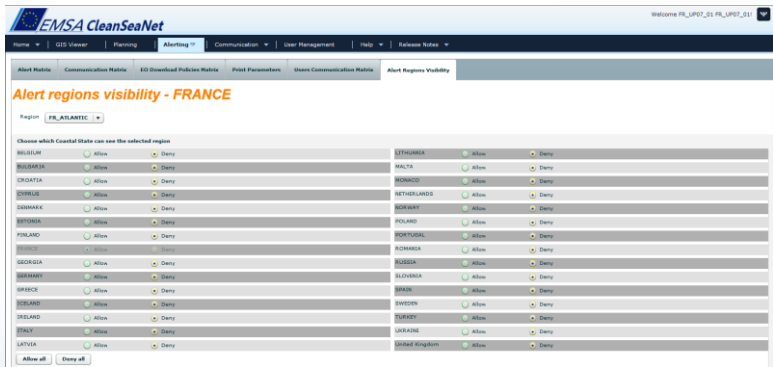 EMSA CleanSeaNet
Welcome FR_UP07_01 FR_UP07_01!
Home GIS Viewer Planning Alerting Communication User Management Help Release Notes
Alert Matrix Communication Matrix EO Download Policies Matrix Print Parameters Users Communication Matrix Alert Regions Visibility
Alert regions visibility - FRANCE
Region FR_ATLANTIC
Choose which Coastal State can see the selected region
BELGIUM Allow Deny LITHUANIA Allow Deny
BULGARIA Allow Deny MALTA Allow Deny
CROATIA Allow Deny MONACO Allow Deny
CYPRUS Allow Deny NETHERLANDS Allow Deny
DENMARK Allow Deny NORWAY Allow Deny
ESTONIA Allow Deny POLAND Allow Deny
FINLAND Allow Deny PORTUGAL Allow Deny
FRANCE Allow Deny ROMANIA Allow Deny
GEORGIA Allow Deny RUSSIA Allow Deny
GERMANY Allow Deny SLOVENIA Allow Deny
GREECE Allow Deny SPAIN Allow Deny
ICELAND Allow Deny SWEDEN Allow Deny
IRELAND Allow Deny TURKEY Allow Deny
ITALY Allow Deny UKRAINE Allow Deny
LATVIA Allow Deny United Kingdom Allow Deny
Allow all Deny all